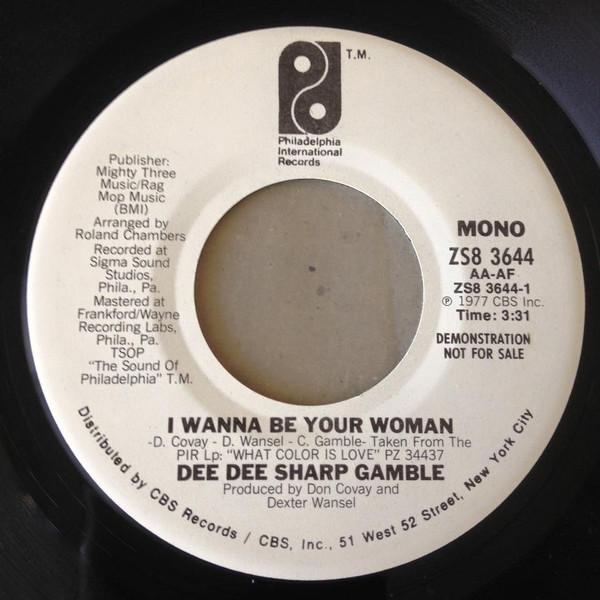 T.M.
Philadelphia
International
Records
Publisher:
Mighty Three
Music/Rag
Mop Music
(BMI)
Arranged by
Roland Chambers
Recorded at
Sigma Sound
Studios,
Phila., Pa.
Mastered at
Frankford/Wayne
Recording Labs,
Phila., Pa.
TSOP
“The Sound Of
Philadelphia” T.M.
MONO
ZS8 3644
AA-AF
ZS8 3644-1
℗ 1977 CBS Inc.
Time: 3:31
DEMONSTRATION
NOT FOR SALE
I WANNA BE YOUR WOMAN
-D. Covay - D. Wansel - C. Gamble- Taken From The
PIR Lp: “WHAT COLOR IS LOVE” PZ 34437
DEE DEE SHARP GAMBLE
Produced by Don Covay and
Dexter Wansel
Distributed by CBS Records / CBS, Inc., 51 West 52 Street, New York City